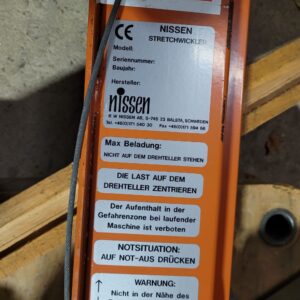 CE NISSEN
STRETCHWICKLER
Modell:
Seriennummer:
Baujahr:
Hersteller:
nissen
Max Beladung:
NICHT AUF DEM DREHTELLER STEHEN
DIE LAST AUF DEM
DREHTELLER ZENTRIEREN
Der Aufenthalt in der
Gefahrenzone bei laufender
Maschine ist verboten
NOTSITUATION:
AUF NOT-AUS DRÜCKEN
WARNUNG:
Nicht in der Nähe des